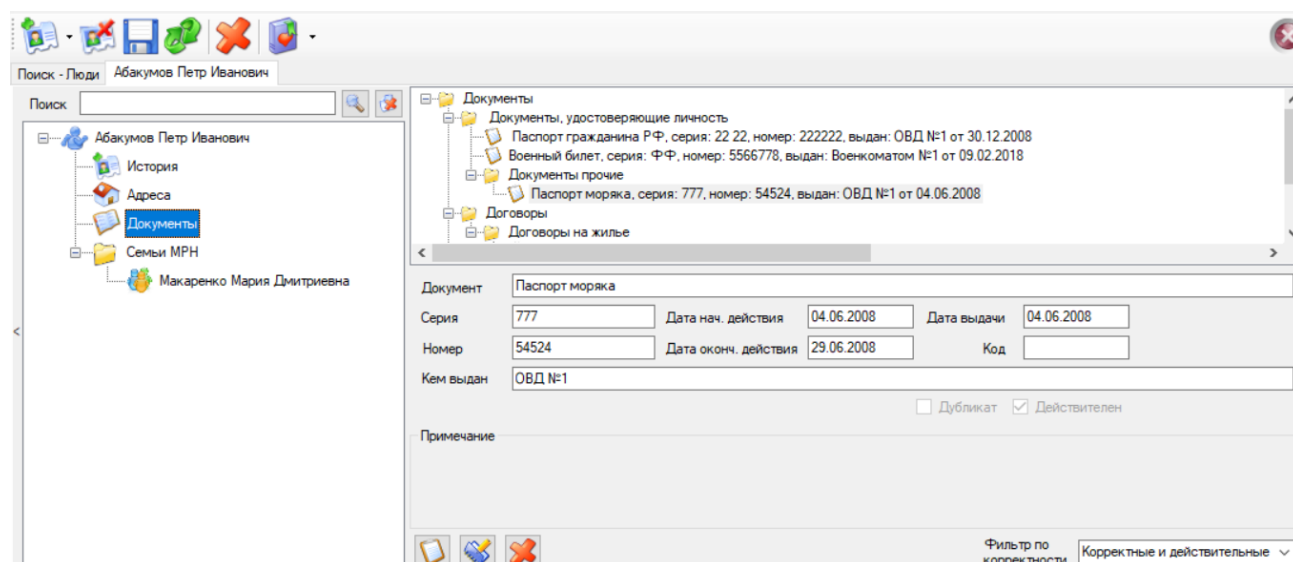 Поиск - Люди Абакумов Петр Иванович
Поиск
Абакумов Петр Иванович
История
Адреса
Документы
Семьи МРН
Макаренко Мария Дмитриевна
Документы
Документы, удостоверяющие личность
Паспорт гражданина РФ, серия: 22 22, номер: 222222, выдан: ОВД №1 от 30.12.2008
Военный билет, серия: ФФ, номер: 5566778, выдан: Военкоматом №1 от 09.02.2018
Документы прочие
Паспорт моряка, серия: 777, номер: 54524, выдан: ОВД №1 от 04.06.2008
Договоры
Договоры на жилье
Документ Паспорт моряка
Серия 777 Дата нач. действия 04.06.2008 Дата выдачи 04.06.2008
Номер 54524 Дата оконч. действия 29.06.2008 Код
Кем выдан ОВД №1
Дубликат Действителен
Примечание
Фильтр по
корректности Корректные и действительные